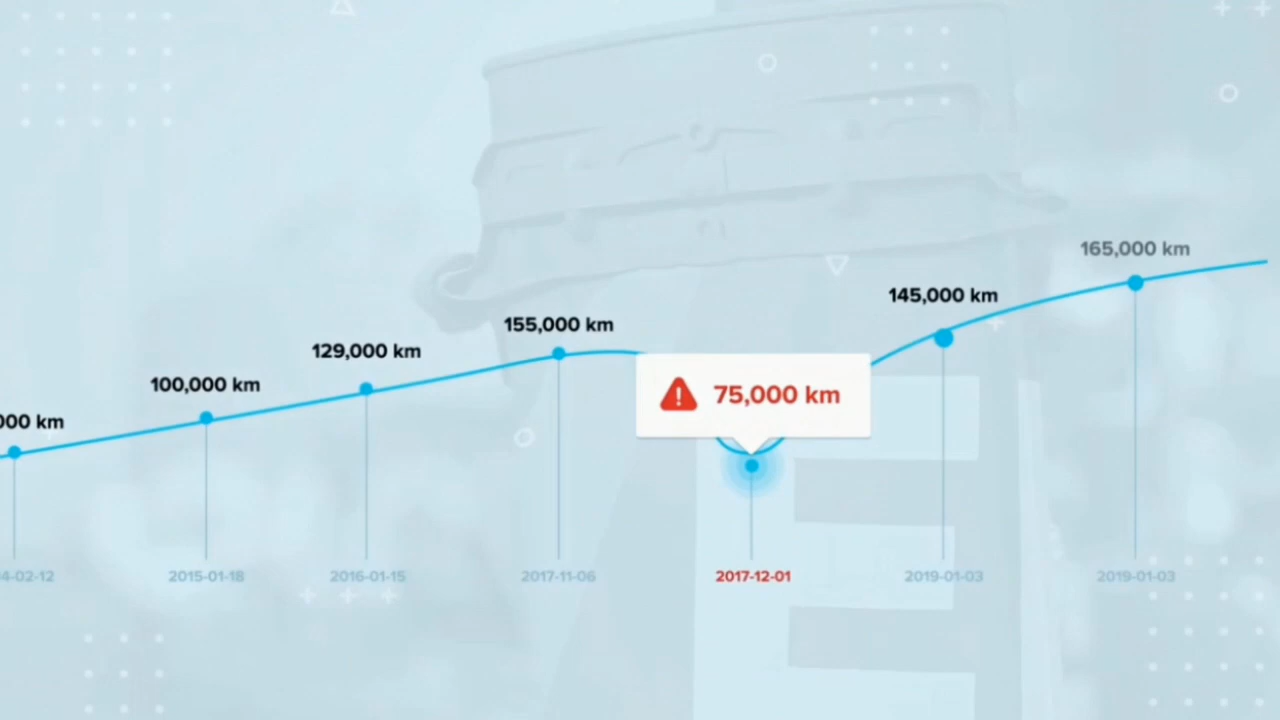 165,000 km
145,000 km
155,000 km
129,000 km
75,000 km
100,000 km
000 km
4-02-12
2015-01-18
2016-01-15
2017-11-06
2017-12-01
2019-01-03
2019-01-03